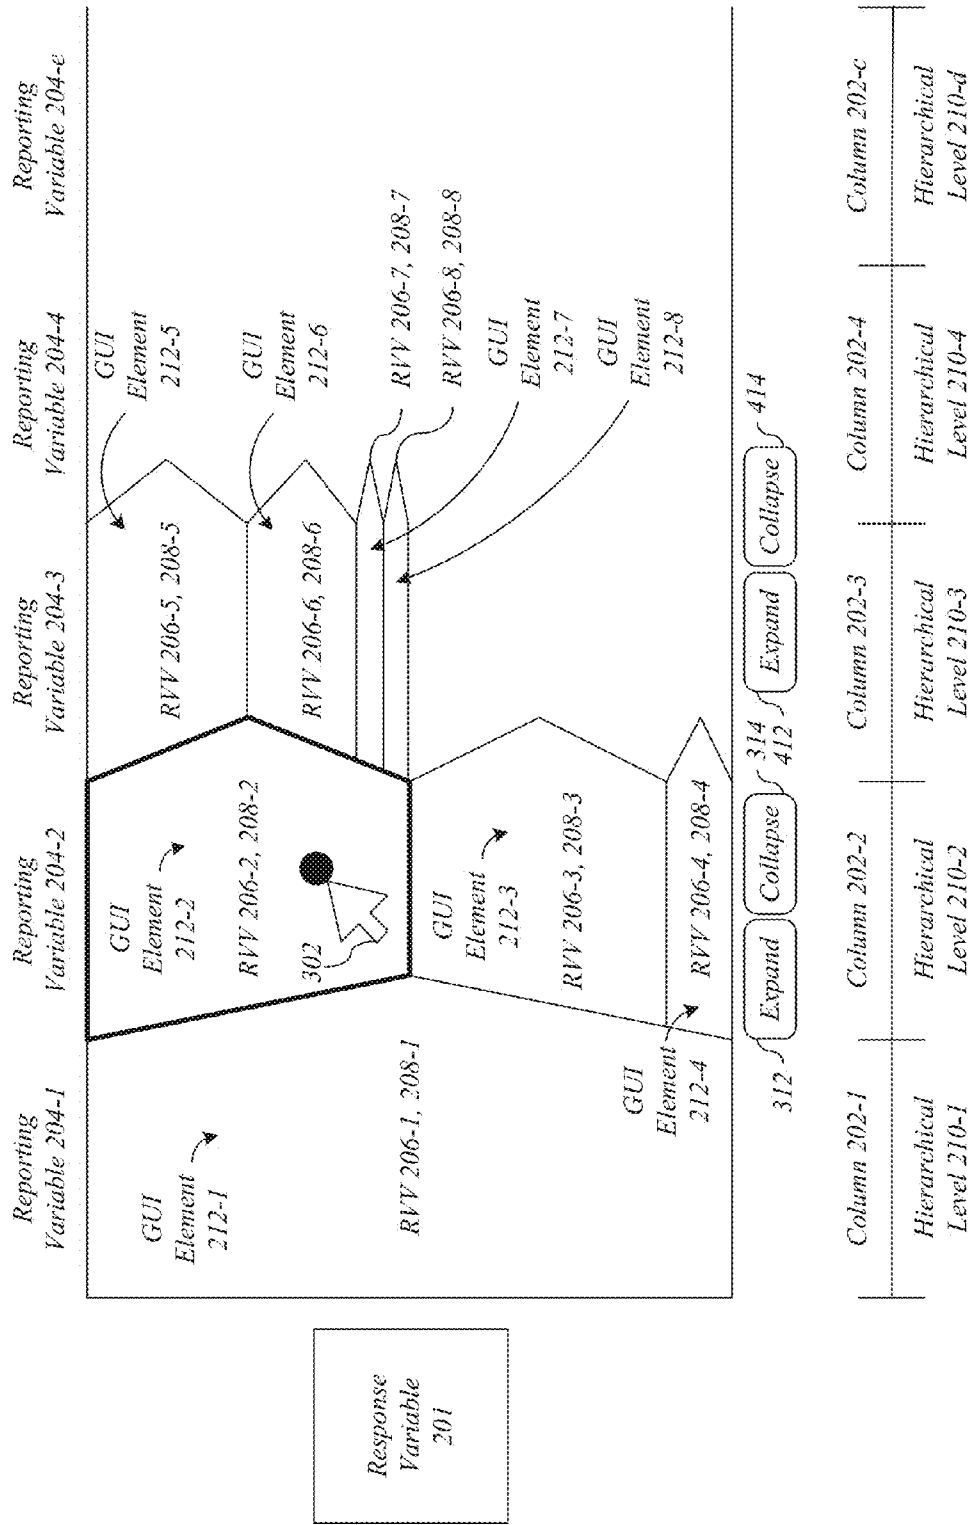 Reporting
Variable 204-1
Reporting
Variable 204-2
Reporting
Variable 204-3
Reporting
Variable 204-4
Reporting
Variable 204-e
Response
Variable
201
GUI
Element
212-1
RVV 206-1, 208-1
GUI
Element
212-2
RVV 206-2, 208-2
302
GUI
Element
212-3
RVV 206-3, 208-3
GUI
Element
212-4
RVV 206-4, 208-4
RVV 206-5, 208-5
GUI
Element
212-5
RVV 206-6, 208-6
GUI
Element
212-6
RVV 206-7, 208-7
RVV 206-8, 208-8
GUI
Element
212-7
GUI
Element
212-8
312
Expand
Collapse
314
412
Expand
Collapse
414
Column 202-1
Column 202-2
Column 202-3
Column 202-4
Column 202-c
Hierarchical
Level 210-1
Hierarchical
Level 210-2
Hierarchical
Level 210-3
Hierarchical
Level 210-4
Hierarchical
Level 210-d